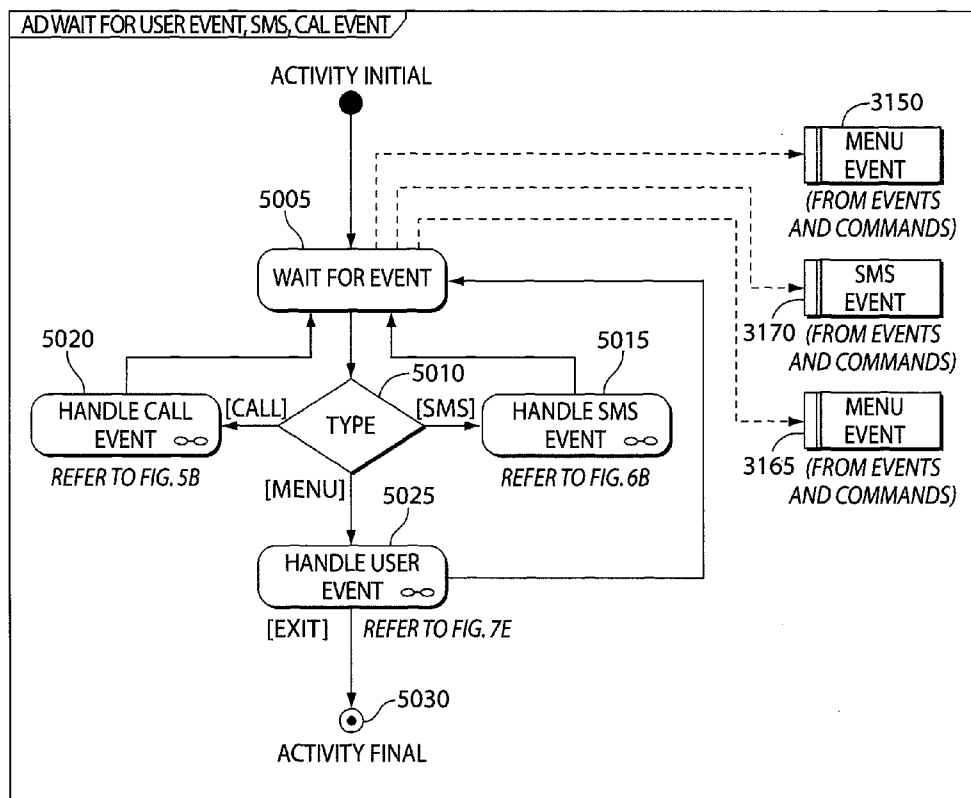 AD WAIT FOR USER EVENT, SMS, CAL EVENT
ACTIVITY INITIAL
3150
MENU
EVENT
(FROM EVENTS
AND COMMANDS)
5005
WAIT FOR EVENT
SMS
EVENT
3170
(FROM EVENTS
AND COMMANDS)
5020
5010
5015
HANDLE CALL
EVENT
[CALL]
TYPE
[SMS]
HANDLE SMS
EVENT
MENU
EVENT
3165
(FROM EVENTS
AND COMMANDS)
REFER TO FIG. 5B
REFER TO FIG. 6B
[MENU]
5025
HANDLE USER
EVENT
[EXIT]
REFER TO FIG. 7E
5030
ACTIVITY FINAL